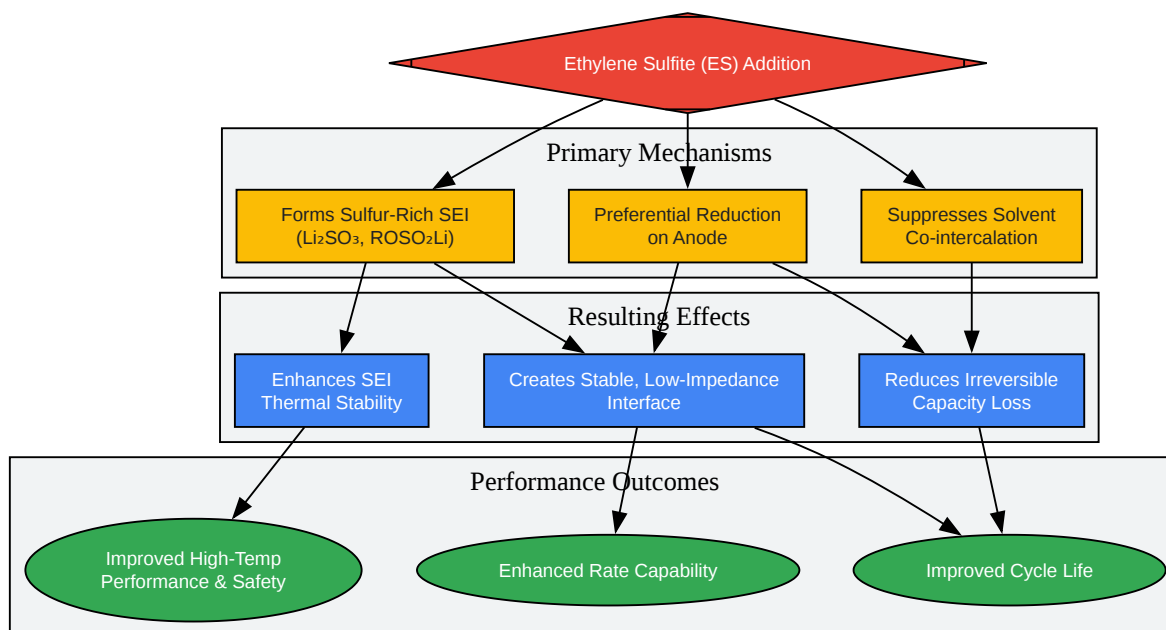 Ethylene Sulfite (ES) Addition
Primary Mechanisms
Forms Sulfur-Rich SEI
(Li₂SO₃, ROSO₂Li)
Preferential Reduction
on Anode
Suppresses Solvent
Co-intercalation
Resulting Effects
Enhances SEI
Thermal Stability
Creates Stable, Low-Impedance
Interface
Reduces Irreversible
Capacity Loss
Performance Outcomes
Improved High-Temp
Performance & Safety
Enhanced Rate Capability
Improved Cycle Life